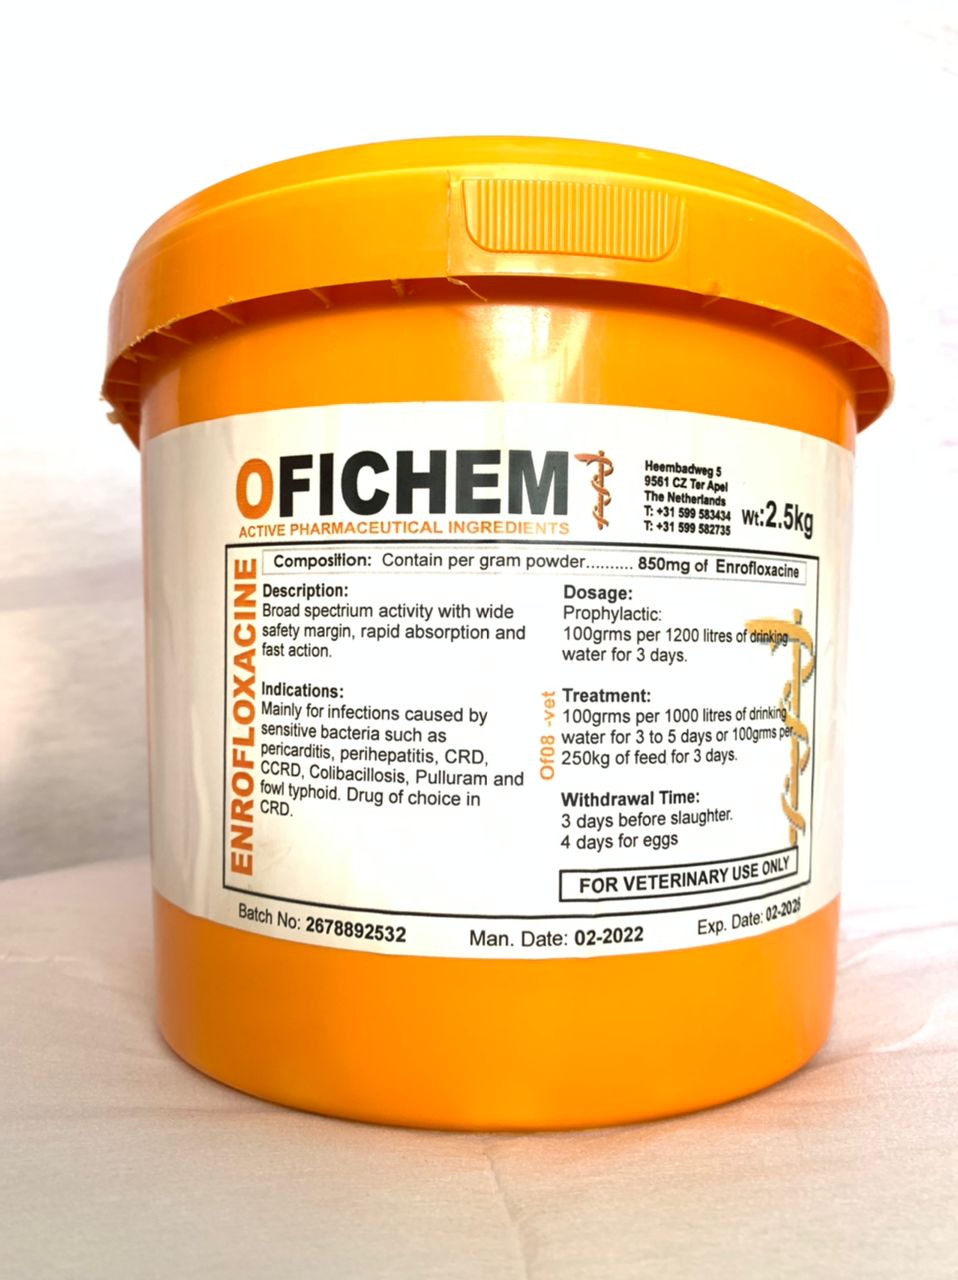 OFICHEM
ACTIVE PHARMACEUTICAL INGREDIENTS
Heembadweg 5
9561 CZ Ter Apel
The Netherlands
T: +31 599 583434
T: +31 599 582735
Wt:2.5kg
ENROFLOXACINE
Composition: Contain per gram powder.......... 850mg of Enrofloxacine
Description:
Broad spectrum activity with wide
safety margin, rapid absorption and
fast action.
Indications:
Mainly for infections caused by
sensitive bacteria such as
pericarditis, perihepatitis, CRD,
CCRD, Colibacillosis, Pulluram and
fowl typhoid. Drug of choice in
CRD.
Of08 -vet
Dosage:
Prophylactic:
100grms per 1200 litres of drinking
water for 3 days.
Treatment:
100grms per 1000 litres of drinking
water for 3 to 5 days or 100grms per
250kg of feed for 3 days.
Withdrawal Time:
3 days before slaughter.
4 days for eggs
FOR VETERINARY USE ONLY
Batch No: 2678892532
Man. Date: 02-2022
Exp. Date: